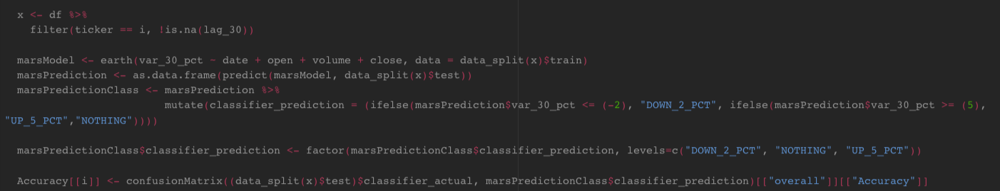 x <- df %>%
filter(ticker == i, !is.na(lag_30))
marsModel <- earth(var_30_pct ~ date + open + volume + close, data = data_split(x)$train)
marsPrediction <- as.data.frame(predict(marsModel, data_split(x)$test))
marsPredictionClass <- marsPrediction %>%
mutate(classifier_prediction = (ifelse(marsPrediction$var_30_pct <= (-2), "DOWN_2_PCT", ifelse(marsPrediction$var_30_pct >= (5),
"UP_5_PCT","NOTHING"))))
marsPredictionClass$classifier_prediction <- factor(marsPredictionClass$classifier_prediction, levels=c("DOWN_2_PCT", "NOTHING", "UP_5_PCT"))
Accuracy[[i]] <- confusionMatrix((data_split(x)$test)$classifier_actual, marsPredictionClass$classifier_prediction)[["overall"]][["Accuracy"]]